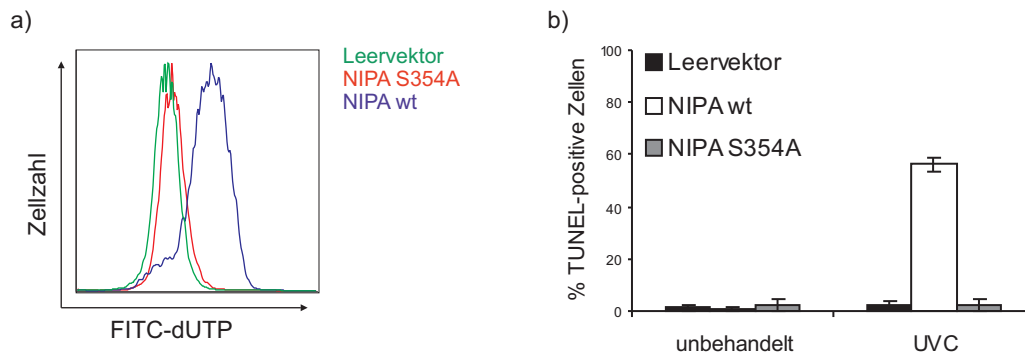 a)
Leervektor
NIPA S354A
NIPA wt
Zellzahl
FITC-dUTP
b)
% TUNEL-positive Zellen
100
80
60
40
20
0
Leervektor
NIPA wt
NIPA S354A
unbehandelt
UVC